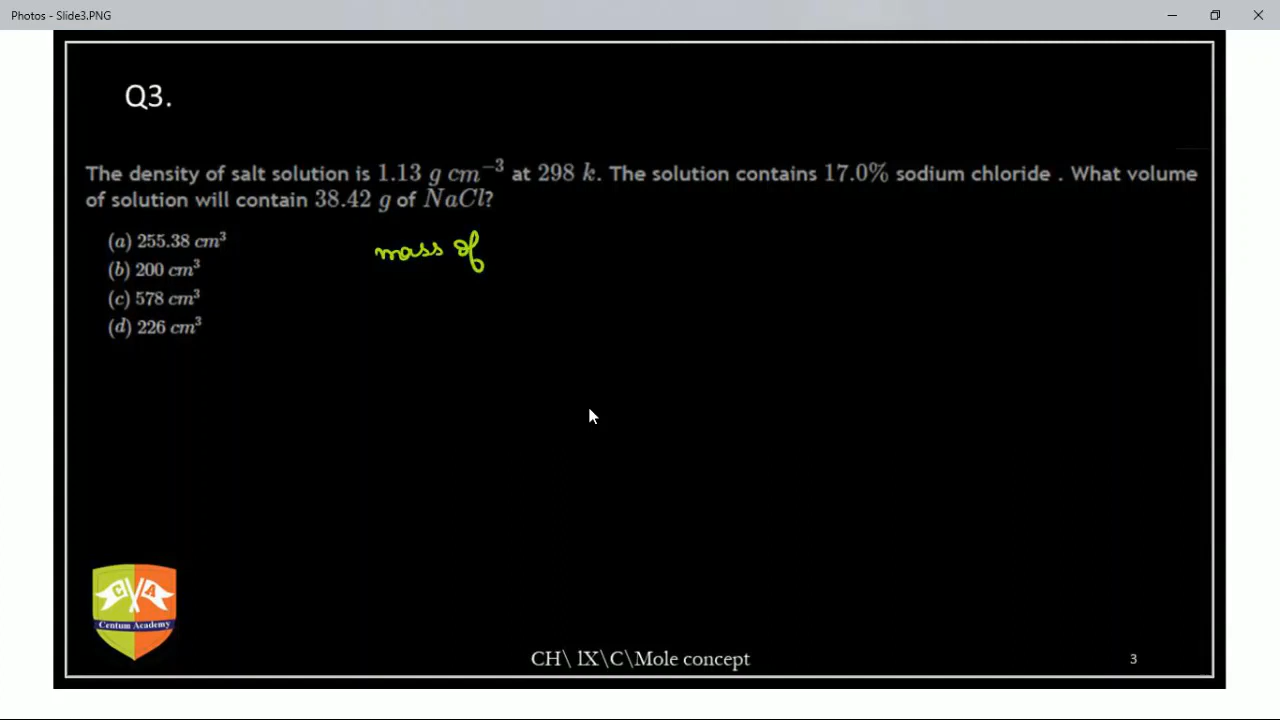 Photos - Slide3.PNG
Q3.
The density of salt solution is 1.13 g cm⁻³ at 298 k. The solution contains 17.0% sodium chloride . What volume
of solution will contain 38.42 g of NaCl?
(a) 255.38 cm³
(b) 200 cm³
(c) 578 cm³
(d) 226 cm³
mass of
C A
Centum Academy
CH\ lX\C\Mole concept
3